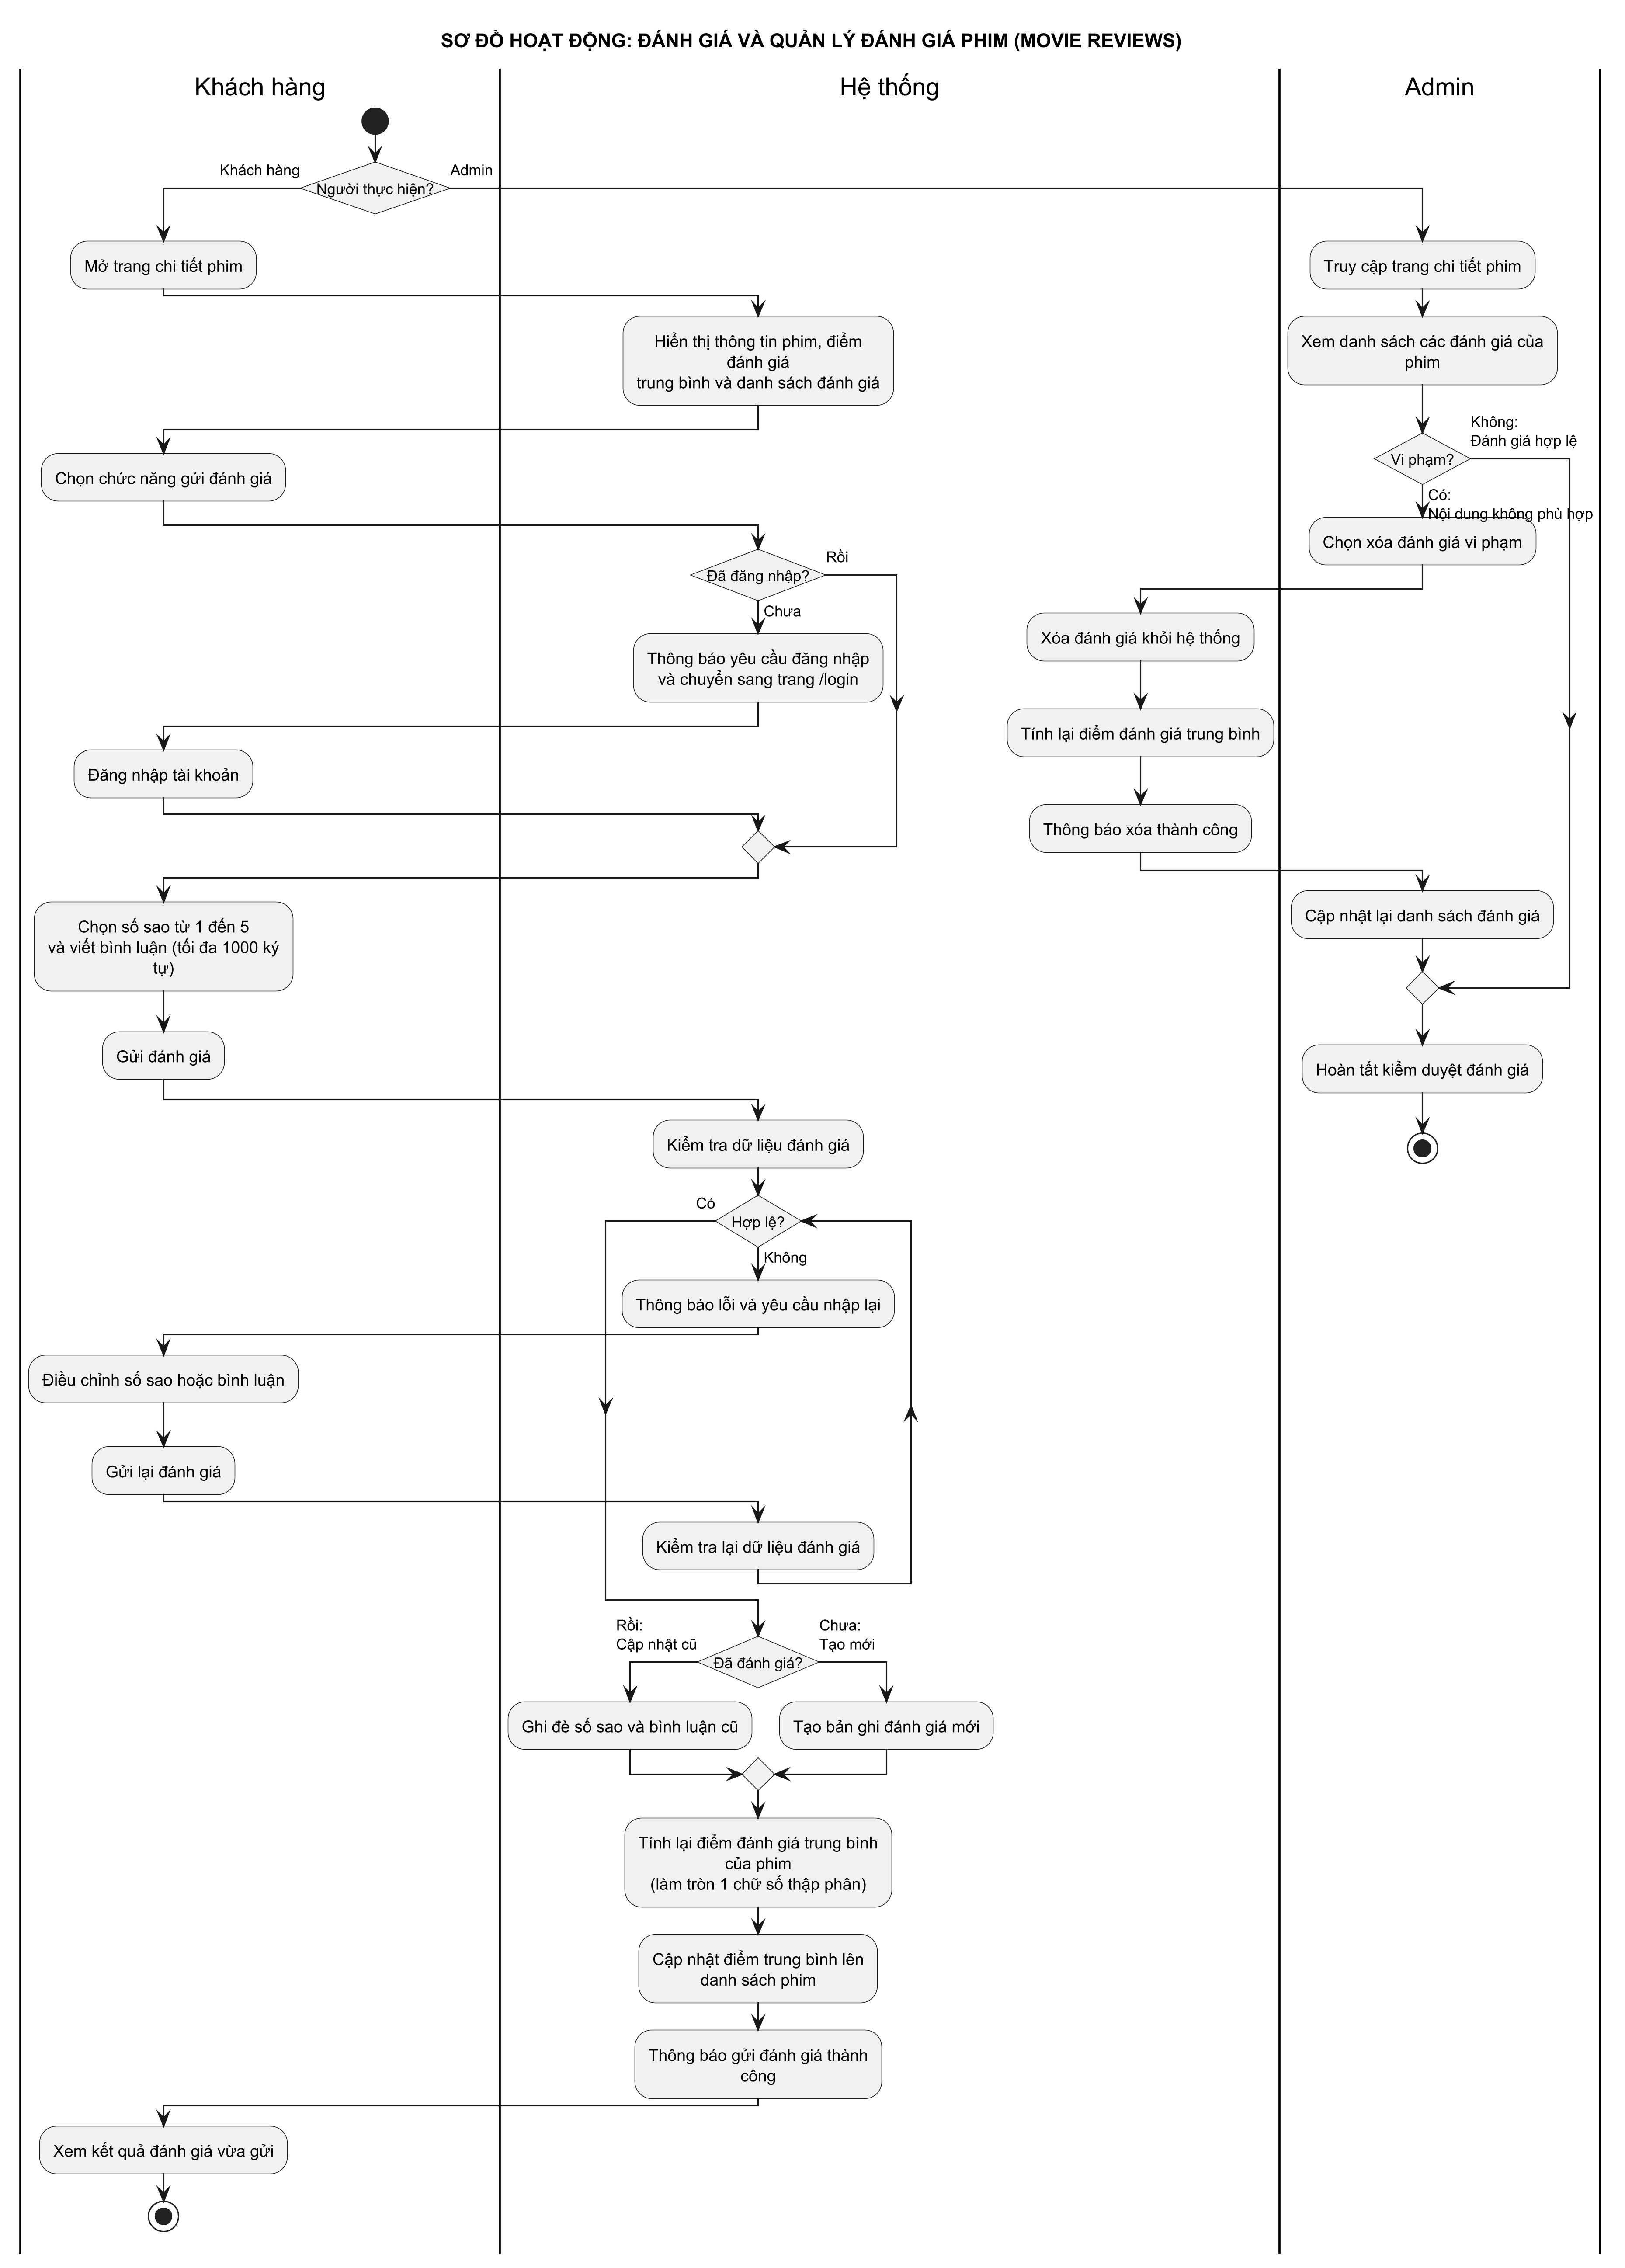 SƠ ĐỒ HOẠT ĐỘNG: ĐÁNH GIÁ VÀ QUẢN LÝ ĐÁNH GIÁ PHIM (MOVIE REVIEWS)
Khách hàng
Hệ thống
Admin
Khách hàng
Người thực hiện?
Admin
Mở trang chi tiết phim
Truy cập trang chi tiết phim
Hiển thị thông tin phim, điểm
đánh giá
trung bình và danh sách đánh giá
Xem danh sách các đánh giá của
phim
Không:
Đánh giá hợp lệ
Vi phạm?
Chọn chức năng gửi đánh giá
Có:
Nội dung không phù hợp
Chọn xóa đánh giá vi phạm
Rồi
Đã đăng nhập?
Chưa
Thông báo yêu cầu đăng nhập
và chuyển sang trang /login
Xóa đánh giá khỏi hệ thống
Tính lại điểm đánh giá trung bình
Đăng nhập tài khoản
Thông báo xóa thành công
Chọn số sao từ 1 đến 5
và viết bình luận (tối đa 1000 ký
tự)
Cập nhật lại danh sách đánh giá
Gửi đánh giá
Hoàn tất kiểm duyệt đánh giá
Kiểm tra dữ liệu đánh giá
Có
Hợp lệ?
Không
Thông báo lỗi và yêu cầu nhập lại
Điều chỉnh số sao hoặc bình luận
Gửi lại đánh giá
Kiểm tra lại dữ liệu đánh giá
Rồi:
Cập nhật cũ
Chưa:
Tạo mới
Đã đánh giá?
Ghi đè số sao và bình luận cũ
Tạo bản ghi đánh giá mới
Tính lại điểm đánh giá trung bình
của phim
(làm tròn 1 chữ số thập phân)
Cập nhật điểm trung bình lên
danh sách phim
Thông báo gửi đánh giá thành
công
Xem kết quả đánh giá vừa gửi